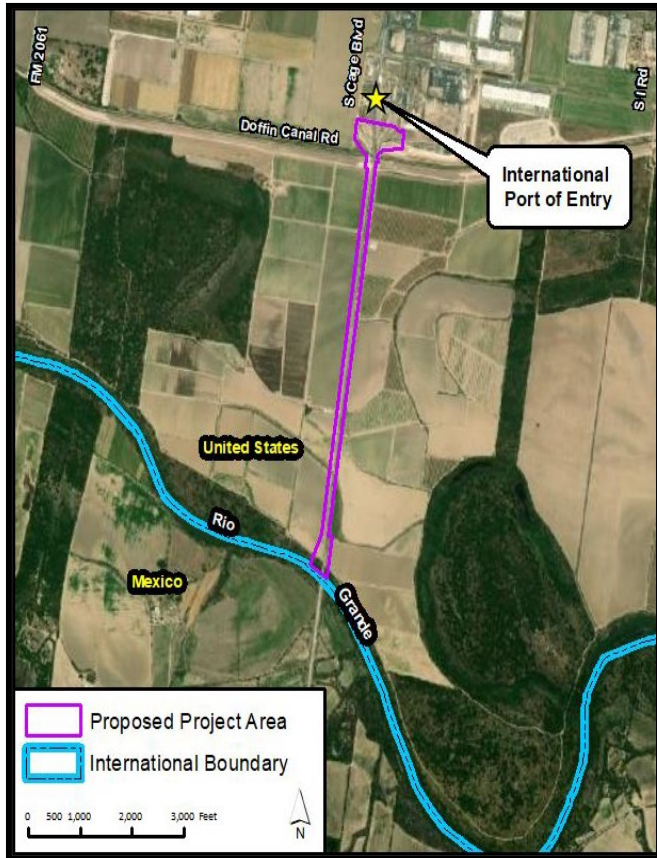 FM 2061
S Cage Blvd
S I Rd
Doffin Canal Rd
International
Port of Entry
United States
Rio
Mexico
Grande
Proposed Project Area
International Boundary
0 500 1,000 2,000 3,000 Feet
N